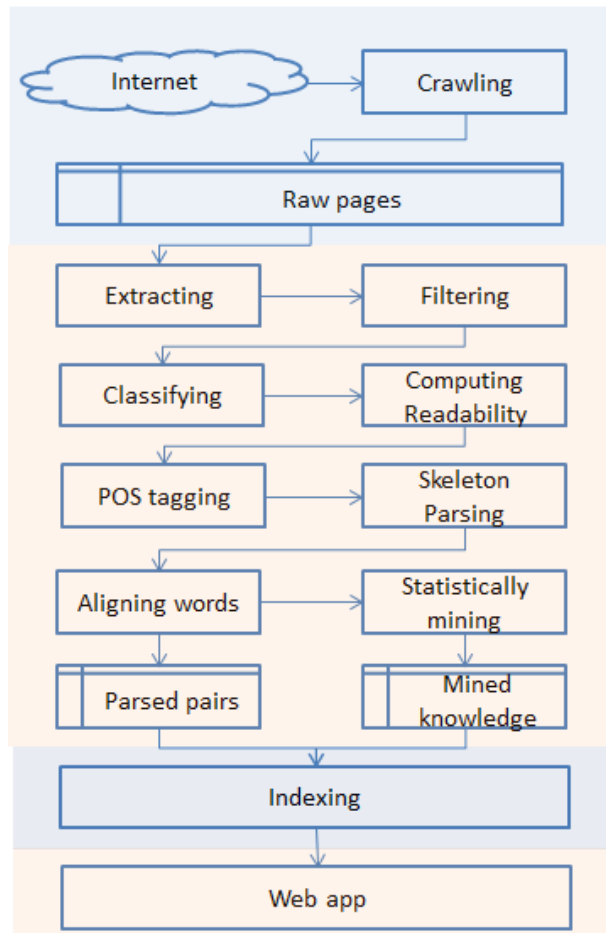 Internet
Crawling
Raw pages
Extracting
Filtering
Classifying
Computing
Readability
POS tagging
Skeleton
Parsing
Aligning words
Statistically
mining
Parsed pairs
Mined
knowledge
Indexing
Web app